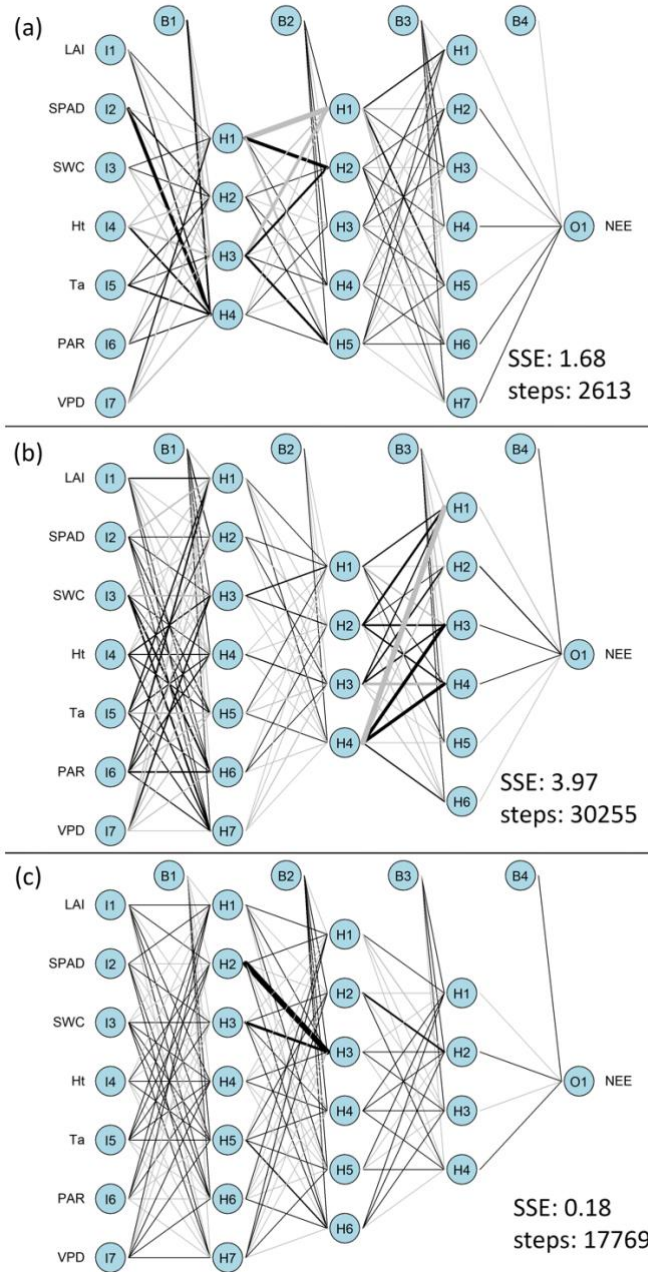 (a)
B1 B2 B3 B4
LAI I1 H1
SPAD I2 H1 H2
H1
SWC I3 H2 H3
H2
Ht I4 H3 H4 O1 NEE
H3
Ta I5 H4 H5
H4
PAR I6 H5 H6
VPD I7 H7
SSE: 1.68
steps: 2613
(b)
B1 B2 B3 B4
LAI I1 H1
H1
SPAD I2 H2
H1 H2
SWC I3 H3
H2 H3
Ht I4 H4 O1 NEE
H3 H4
Ta I5 H5
H4 H5
PAR I6 H6
H6
VPD I7 H7
SSE: 3.97
steps: 30255
(c)
B1 B2 B3 B4
LAI I1 H1
H1
SPAD I2 H2
H2 H1
SWC I3 H3
H3 H2
Ht I4 H4 O1 NEE
H4 H3
Ta I5 H5
H5 H4
PAR I6 H6
H6
VPD I7 H7
SSE: 0.18
steps: 17769